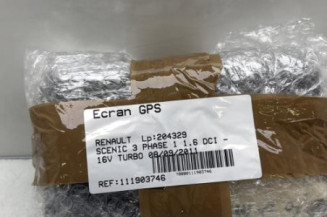 Ecran GPS
RENAULT Lp:204329
SCENIC 3 PHASE 1 1.6 DCI -
16V TURBO 08/09/2011
REF:111903746